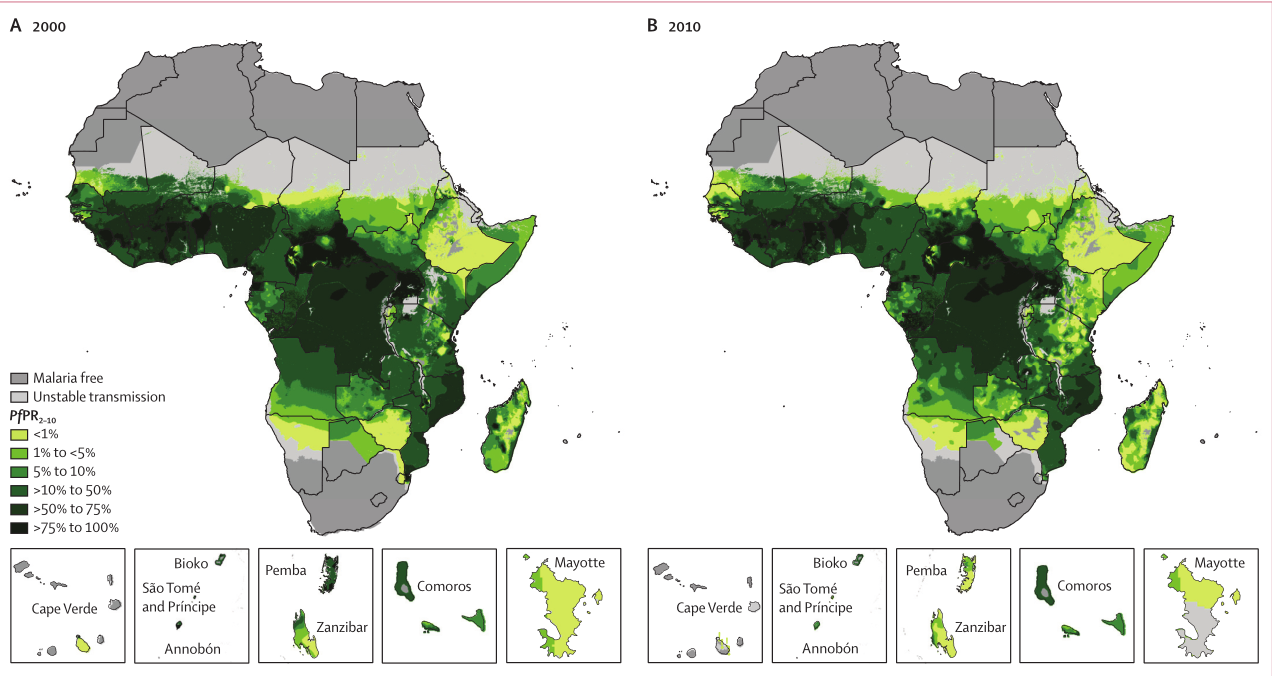 A 2000
B 2010
Malaria free
Unstable transmission
PfPR2–10
<1%
1% to <5%
5% to 10%
>10% to 50%
>50% to 75%
>75% to 100%
Cape Verde
Bioko
São Tomé
and Príncipe
Annobón
Pemba
Zanzibar
Comoros
Mayotte
Cape Verde
Bioko
São Tomé
and Príncipe
Annobón
Pemba
Zanzibar
Comoros
Mayotte